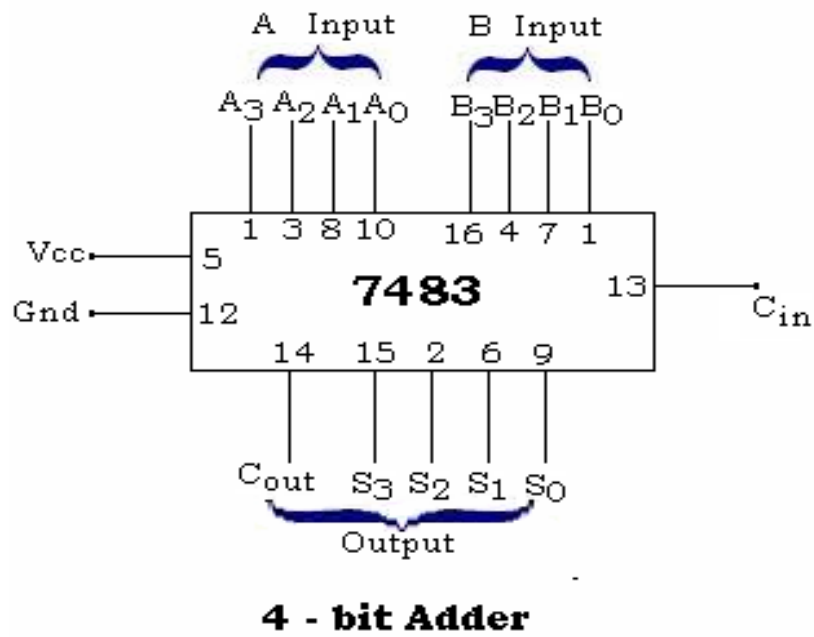 A Input B Input
A3 A2 A1 A0 B3 B2 B1 B0
1 3 8 10 16 4 7 1
Vcc 5
7483
13
Gnd 12
Cin
14 15 2 6 9
Cout S3 S2 S1 S0
Output
4 - bit Adder